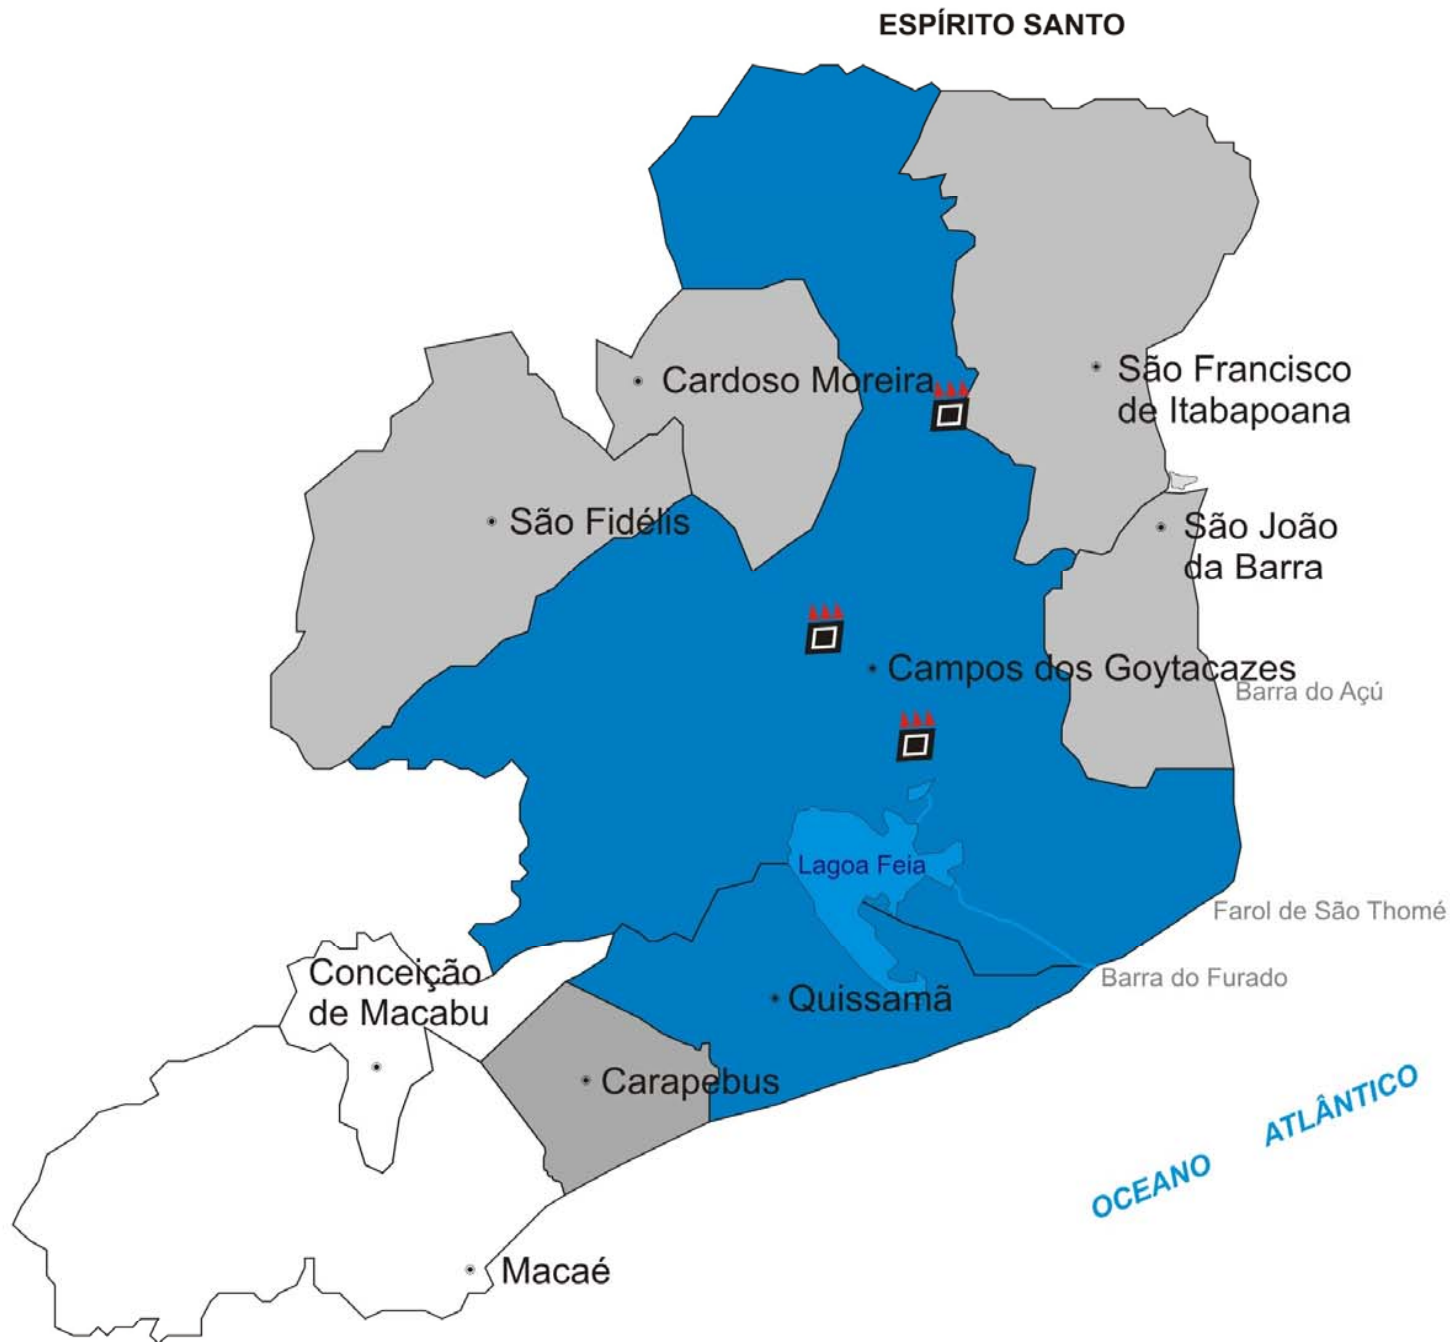 ESPÍRITO SANTO
Cardoso Moreira
São Francisco
de Itabapoana
São Fidélis
São João
da Barra
Campos dos Goytacazes
Barra do Açú
Lagoa Feia
Farol de São Thomé
Conceição
de Macabu
Barra do Furado
Quissamã
Carapebus
OCEANO ATLÂNTICO
Macaé